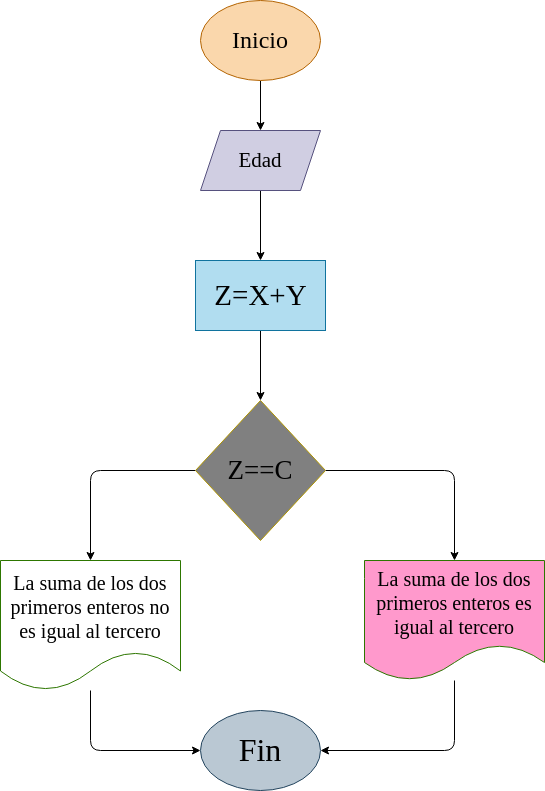 Inicio
Edad
Z=X+Y
Z==C
La suma de los dos
primeros enteros no
es igual al tercero
La suma de los dos
primeros enteros es
igual al tercero
Fin